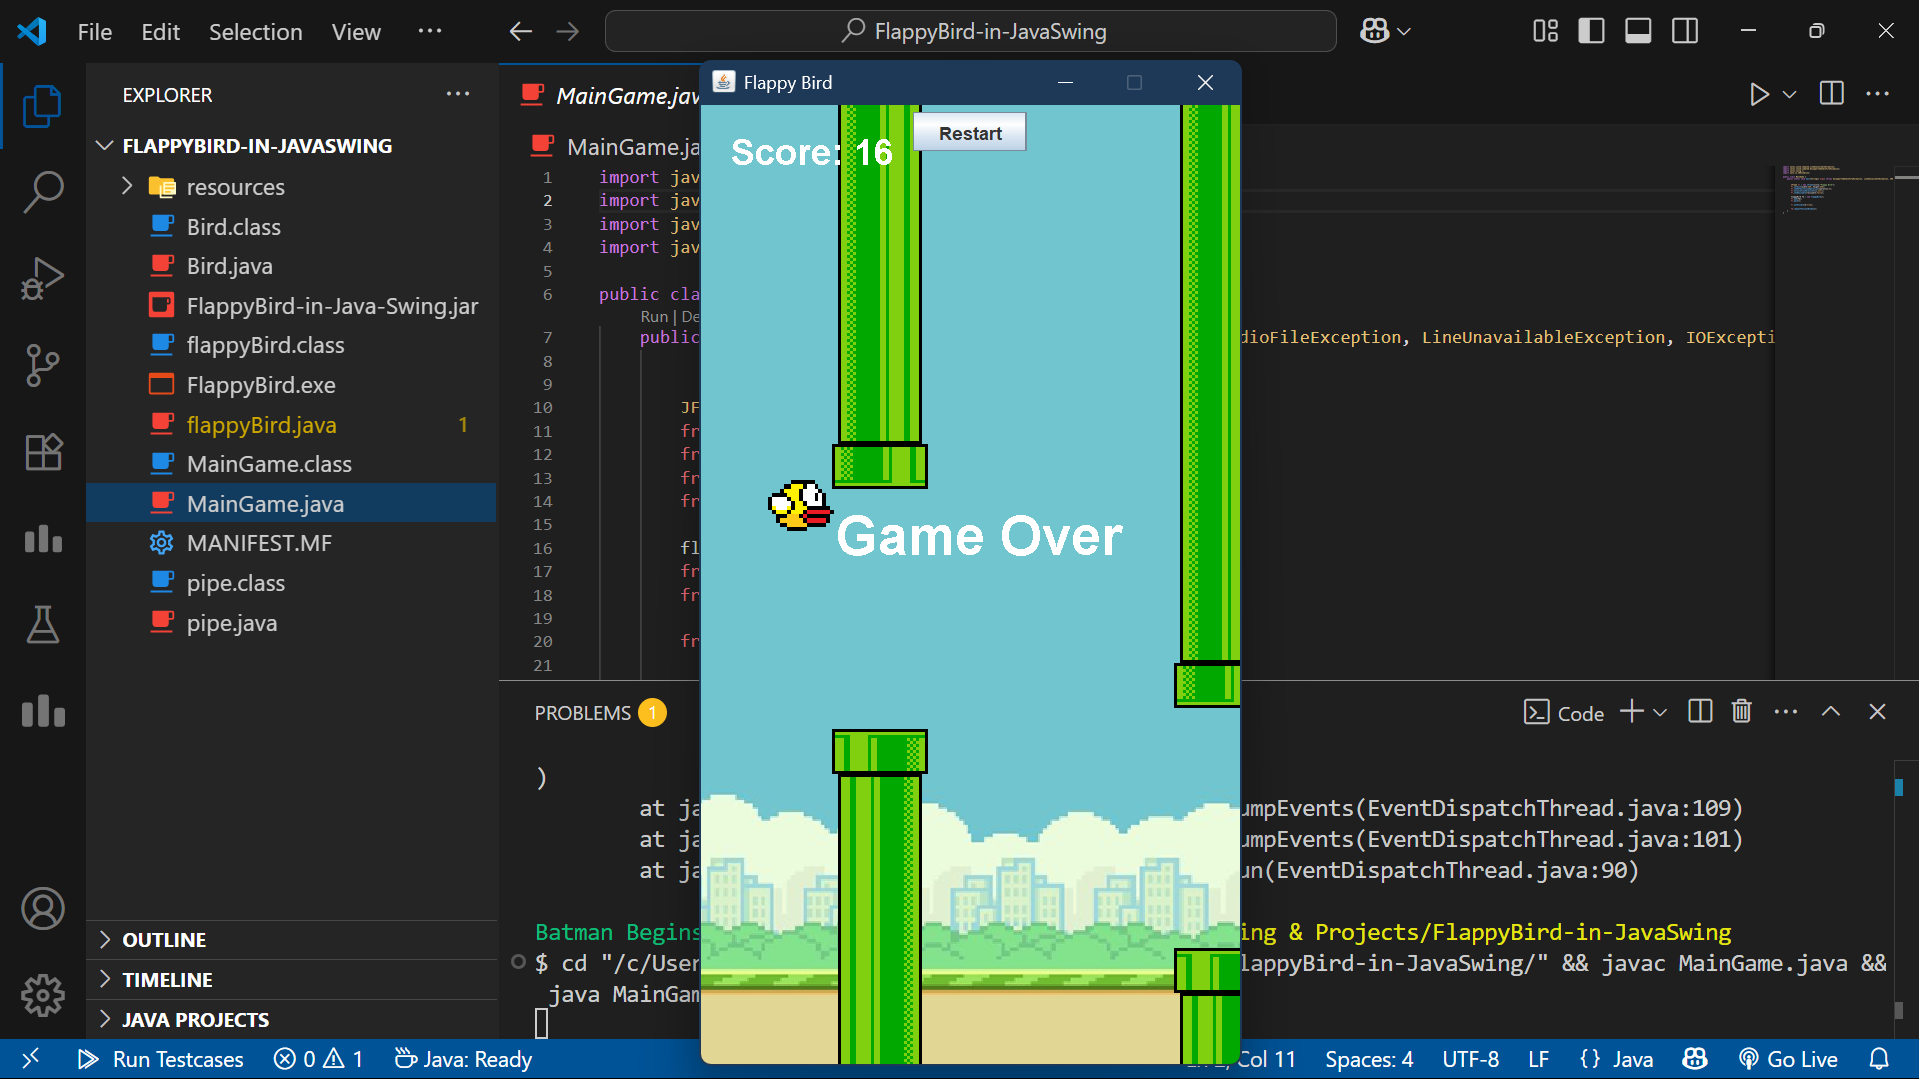 File Edit Selection View ···
FlappyBird-in-JavaSwing
EXPLORER
FLAPPYBIRD-IN-JAVASWING
resources
Bird.class
Bird.java
FlappyBird-in-Java-Swing.jar
flappyBird.class
FlappyBird.exe
flappyBird.java 1
MainGame.class
MainGame.java
MANIFEST.MF
pipe.class
pipe.java
OUTLINE
TIMELINE
JAVA PROJECTS
MainGame.jav
MainGame.ja
1 import jav
2 import jav
3 import jav
4 import jav
5
6 public cla
Run | De
7 public dioFileException, LineUnavailableException, IOExcepti
8
9
10 JF
11 fr
12 fr
13 fr
14 fr
15
16 fl
17 fr
18 fr
19
20 fr
21
Flappy Bird
Score: 16
Restart
Game Over
PROBLEMS 1
Code
)
at ja umpEvents(EventDispatchThread.java:109)
at ja umpEvents(EventDispatchThread.java:101)
at ja un(EventDispatchThread.java:90)
Batman Begins ing & Projects/FlappyBird-in-JavaSwing
$ cd "/c/User lappyBird-in-JavaSwing/" && javac MainGame.java &&
java MainGam
Run Testcases 0 1 Java: Ready
Col 11 Spaces: 4 UTF-8 LF {} Java Go Live